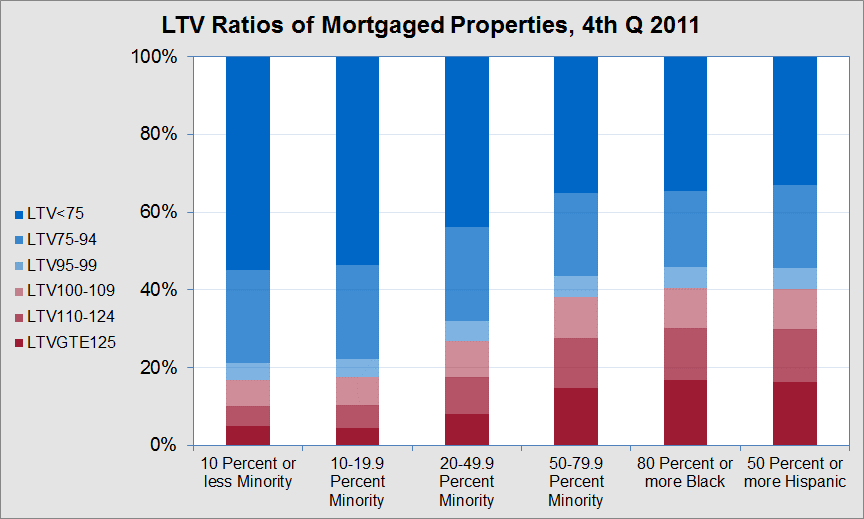 LTV Ratios of Mortgaged Properties, 4th Q 2011
100%
80%
60%
40%
20%
0%
LTV<75
LTV75-94
LTV95-99
LTV100-109
LTV110-124
LTVGTE125
10 Percent or
less Minority
10-19.9
Percent
Minority
20-49.9
Percent
Minority
50-79.9
Percent
Minority
80 Percent or
more Black
50 Percent or
more Hispanic